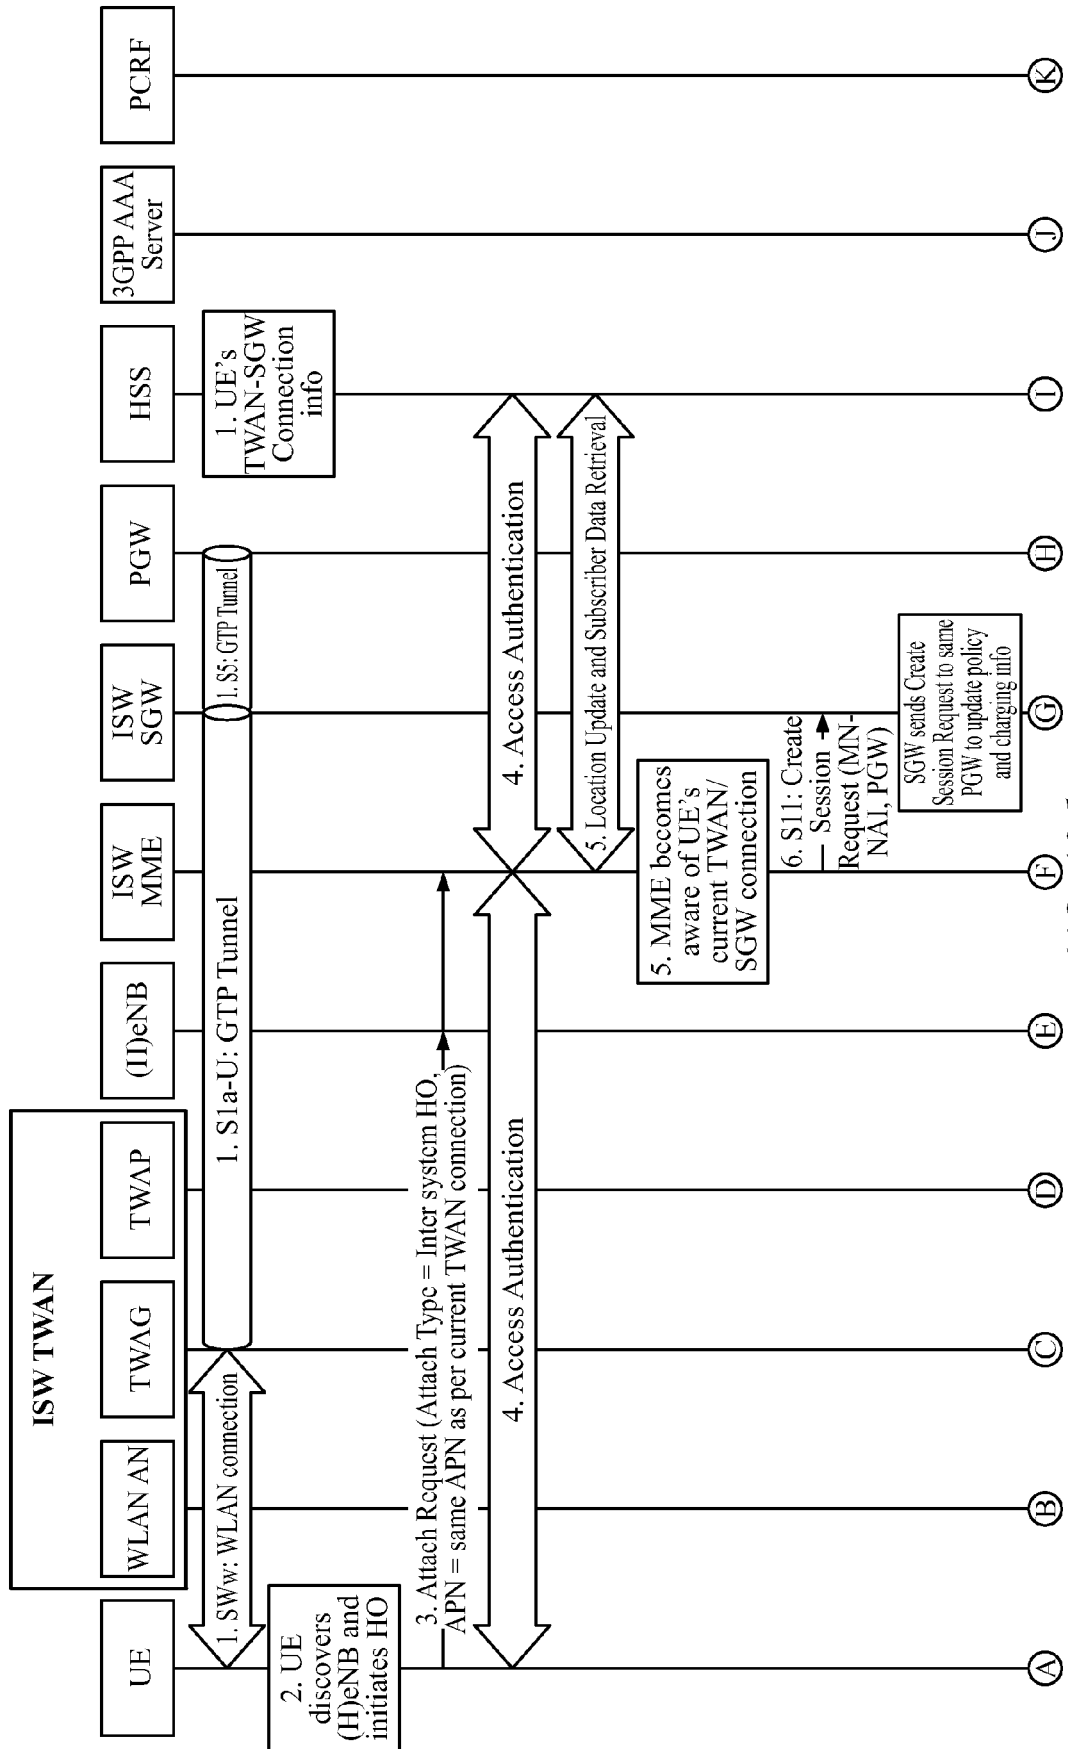 ISW TWAN
UE
WLAN AN
TWAG
TWAP
(II)eNB
ISW
MME
ISW
SGW
PGW
HSS
3GPP AAA
Server
PCRF
1. SWw: WLAN connection
1. S1a-U: GTP Tunnel
1. S5: GTP Tunnel
1. UE's
TWAN-SGW
Connection
info
2. UE
discovers
(H)eNB and
initiates HO
3. Attach Request (Attach Type = Inter system HO,
APN = same APN as per current TWAN connection)
4. Access Authentication
4. Access Authentication
5. Location Update and Subscriber Data Retrieval
5. MME becomes
aware of UE's
current TWAN/
SGW connection
6. S11: Create
Session
Request (MN-
NAI, PGW)
SGW sends Create
Session Request to same
PGW to update policy
and charging info
A
B
C
D
E
F
G
H
I
J
K